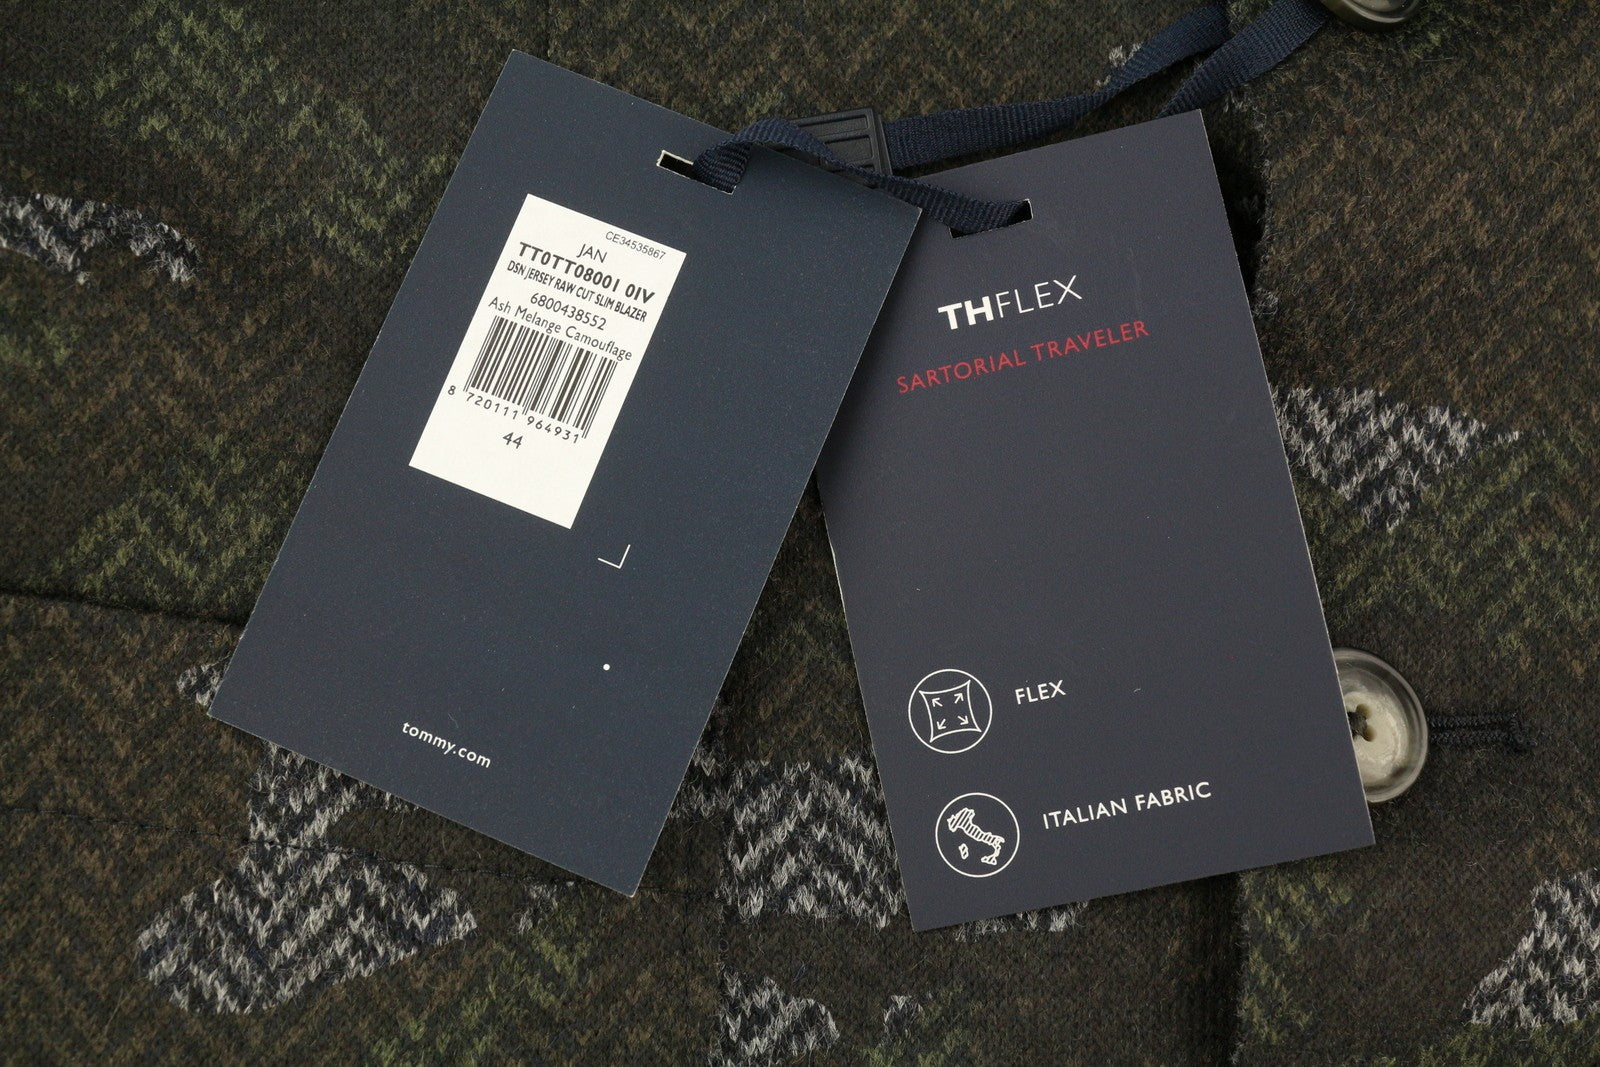 CE34535867
JAN
TT0TT08001 0IV
DSN JERSEY RAW CUT SLIM BLAZER
6800438552
Ash Melange Camouflage
8 720111 964931
44
tommy.com
THFLEX
SARTORIAL TRAVELER
FLEX
ITALIAN FABRIC